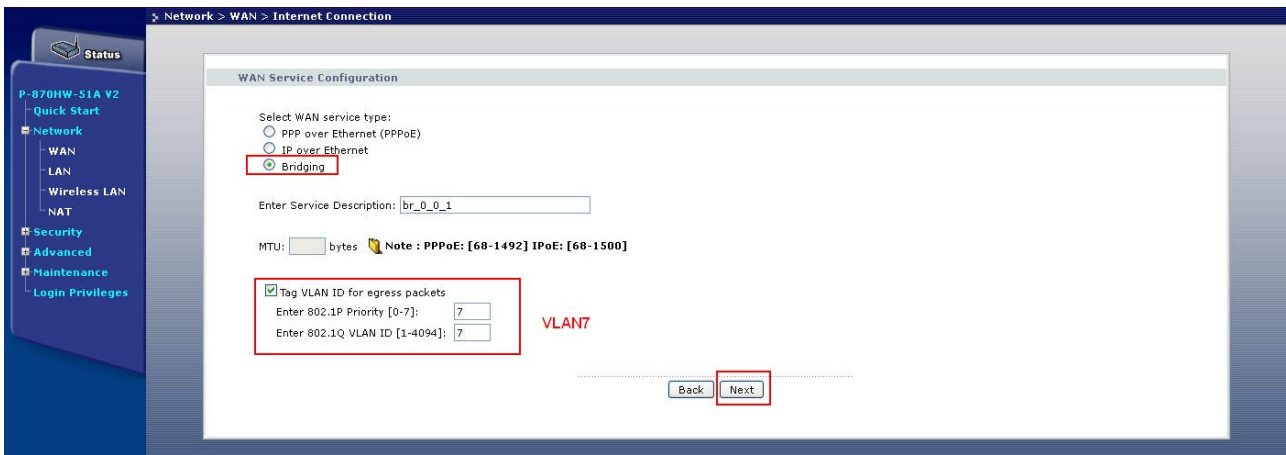 Network > WAN > Internet Connection
Status
P-870HW-51A V2
Quick Start
Network
WAN
LAN
Wireless LAN
NAT
Security
Advanced
Maintenance
Login Privileges
WAN Service Configuration
Select WAN service type:
PPP over Ethernet (PPPoE)
IP over Ethernet
Bridging
Enter Service Description: br_0_0_1
MTU: bytes Note : PPPoE: [68-1492] IPoE: [68-1500]
Tag VLAN ID for egress packets
Enter 802.1P Priority [0-7]: 7
Enter 802.1Q VLAN ID [1-4094]: 7
VLAN7
Back Next